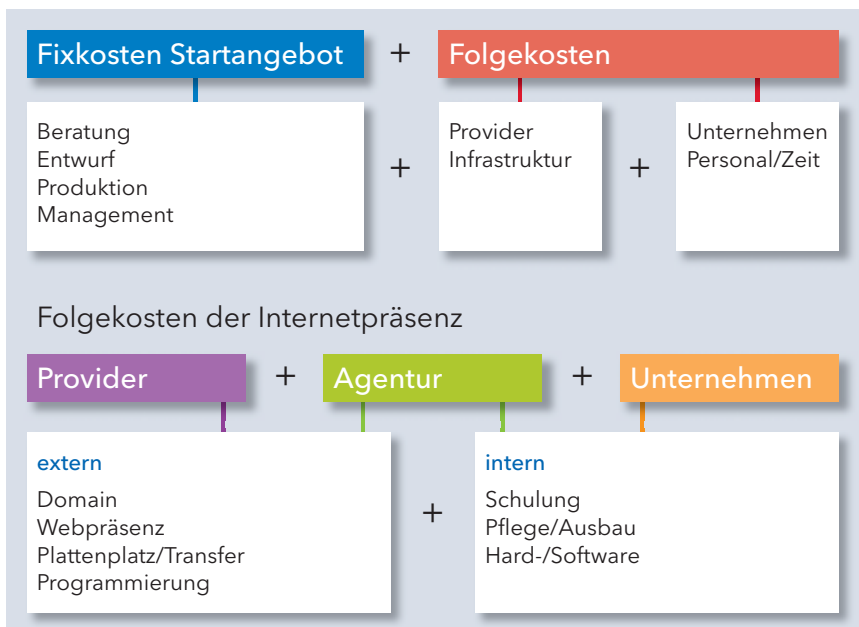 Fixkosten Startangebot + Folgekosten
Beratung
Entwurf
Produktion
Management
+
Provider
Infrastruktur
+
Unternehmen
Personal/Zeit
Folgekosten der Internetpräsenz
Provider + Agentur + Unternehmen
extern
Domain
Webpräsenz
Plattenplatz/Transfer
Programmierung
+
intern
Schulung
Pflege/Ausbau
Hard-/Software